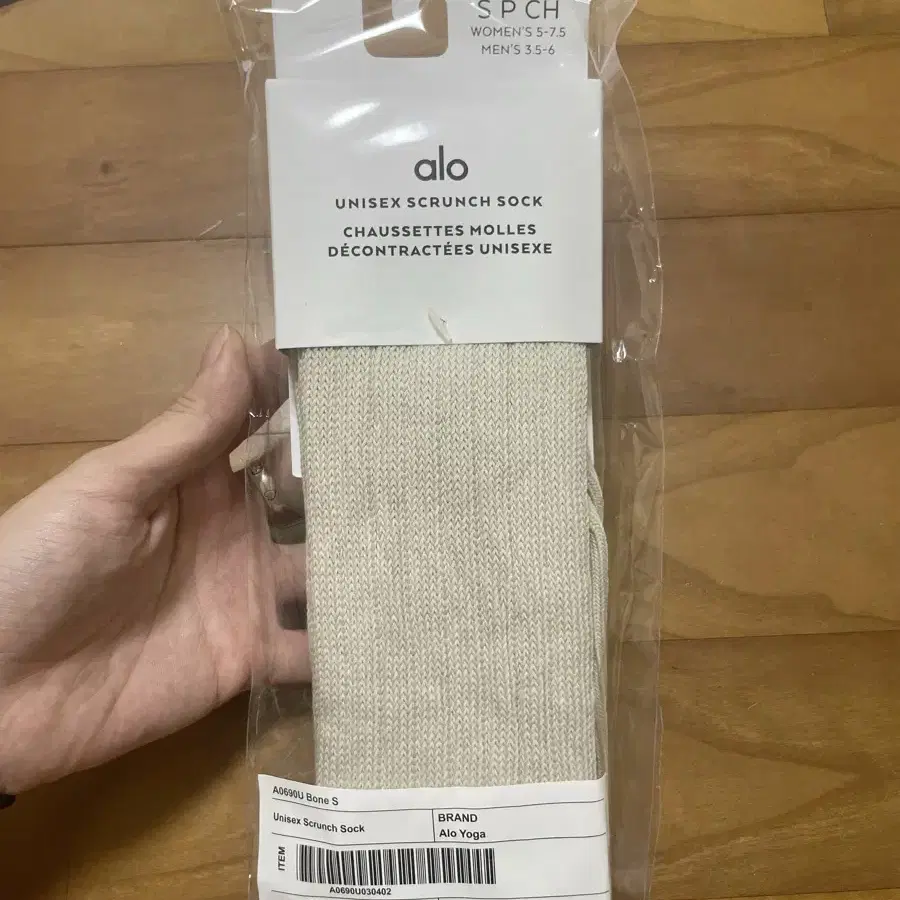 S P CH
WOMEN'S 5-7.5
MEN'S 3.5-6
alo
UNISEX SCRUNCH SOCK
CHAUSSETTES MOLLES
DÉCONTRACTÉES UNISEXE
A0690U Bone S
Unisex Scrunch Sock
BRAND
Alo Yoga
ITEM
A0690U030402